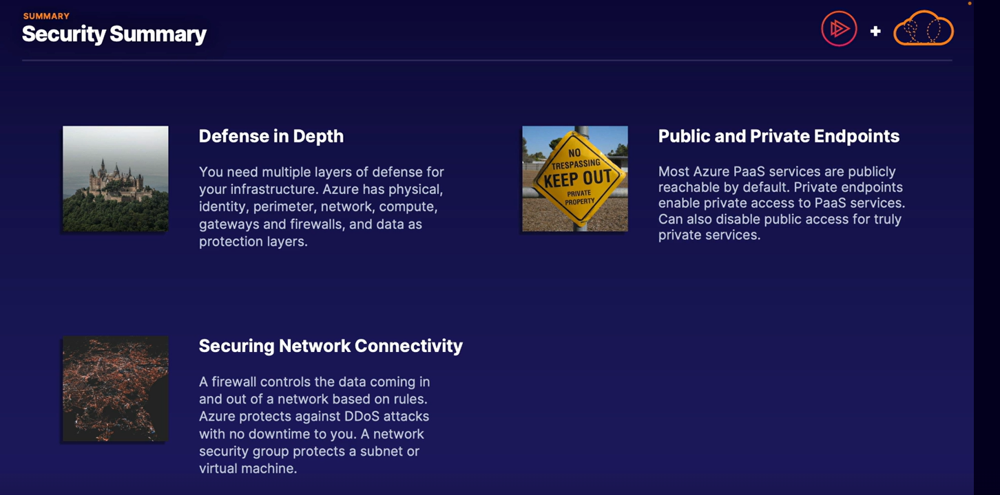 SUMMARY
Security Summary
+
Defense in Depth
You need multiple layers of defense for
your infrastructure. Azure has physical,
identity, perimeter, network, compute,
gateways and firewalls, and data as
protection layers.
NO
TRESPASSING
KEEP OUT
PRIVATE
PROPERTY
Public and Private Endpoints
Most Azure PaaS services are publicly
reachable by default. Private endpoints
enable private access to PaaS services.
Can also disable public access for truly
private services.
Securing Network Connectivity
A firewall controls the data coming in
and out of a network based on rules.
Azure protects against DDoS attacks
with no downtime to you. A network
security group protects a subnet or
virtual machine.